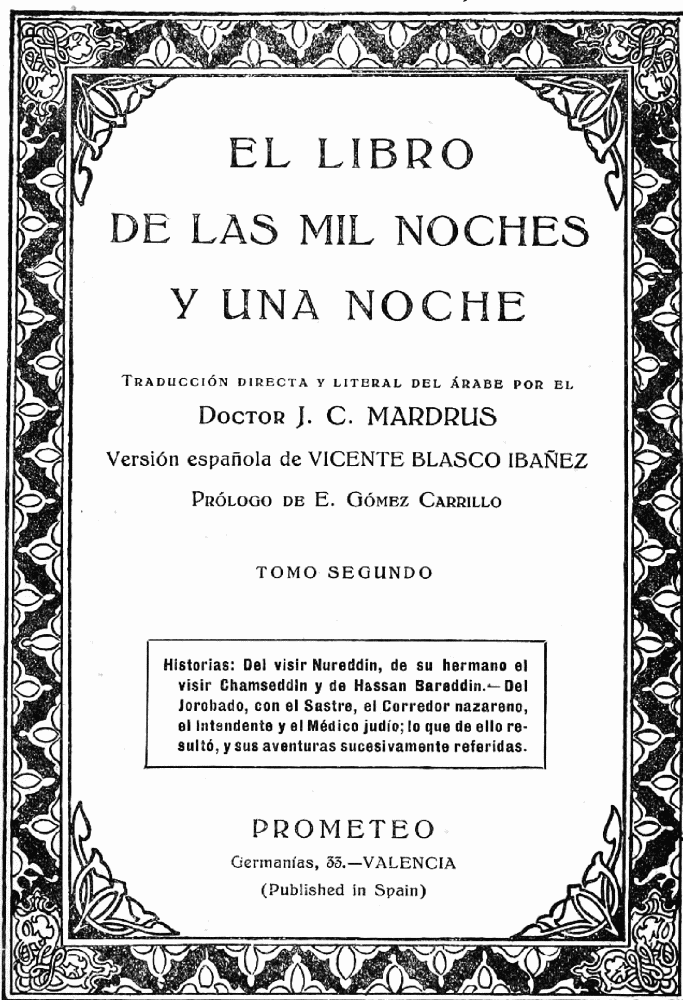 EL LIBRO
DE LAS MIL NOCHES
Y UNA NOCHE
TRADUCCIÓN DIRECTA Y LITERAL DEL ÁRABE POR EL
DOCTOR J. C. MARDRUS
Versión española de VICENTE BLASCO IBAÑEZ
PRÓLOGO DE E. GÓMEZ CARRILLO
TOMO SEGUNDO
Historias: Del visir Nureddin, de su hermano el
visir Chamseddin y de Hassan Bareddin.—Del
Jorobado, con el Sastre, el Corredor nazareno,
el Intendente y el Médico judío; lo que de ello re-
sultó, y sus aventuras sucesivamente referidas.
PROMETEO
Germanías, 33.—VALENCIA
(Published in Spain)